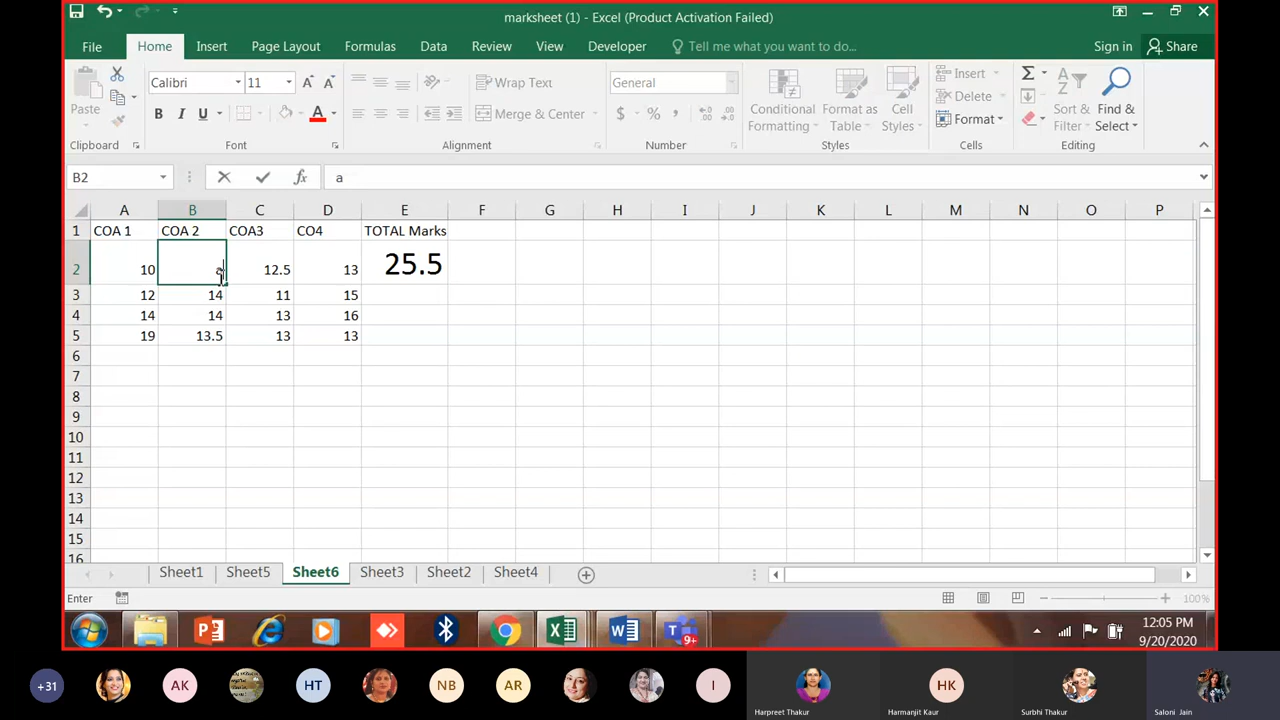 marksheet (1) - Excel (Product Activation Failed)
File Home Insert Page Layout Formulas Data Review View Developer Tell me what you want to do... Sign in Share
Paste
Clipboard
Calibri 11
B I U A
Font
Wrap Text
Merge & Center
Alignment
General
$ % ,
Number
Conditional Formatting
Format as Table
Cell Styles
Styles
Insert
Delete
Format
Cells
Sort & Filter
Find & Select
Editing
B2 fx a
A B C D E F G H I J K L M N O P
1 COA 1 COA 2 COA3 CO4 TOTAL Marks
2 10 a 12.5 13 25.5
3 12 14 11 15
4 14 14 13 16
5 19 13.5 13 13
6
7
8
9
10
11
12
13
14
15
16
Sheet1 Sheet5 Sheet6 Sheet3 Sheet2 Sheet4
Enter 100%
9+
12:05 PM
9/20/2020
+31 AK HT NB AR I HK
Harpreet Thakur Harmanjit Kaur Surbhi Thakur Saloni Jain